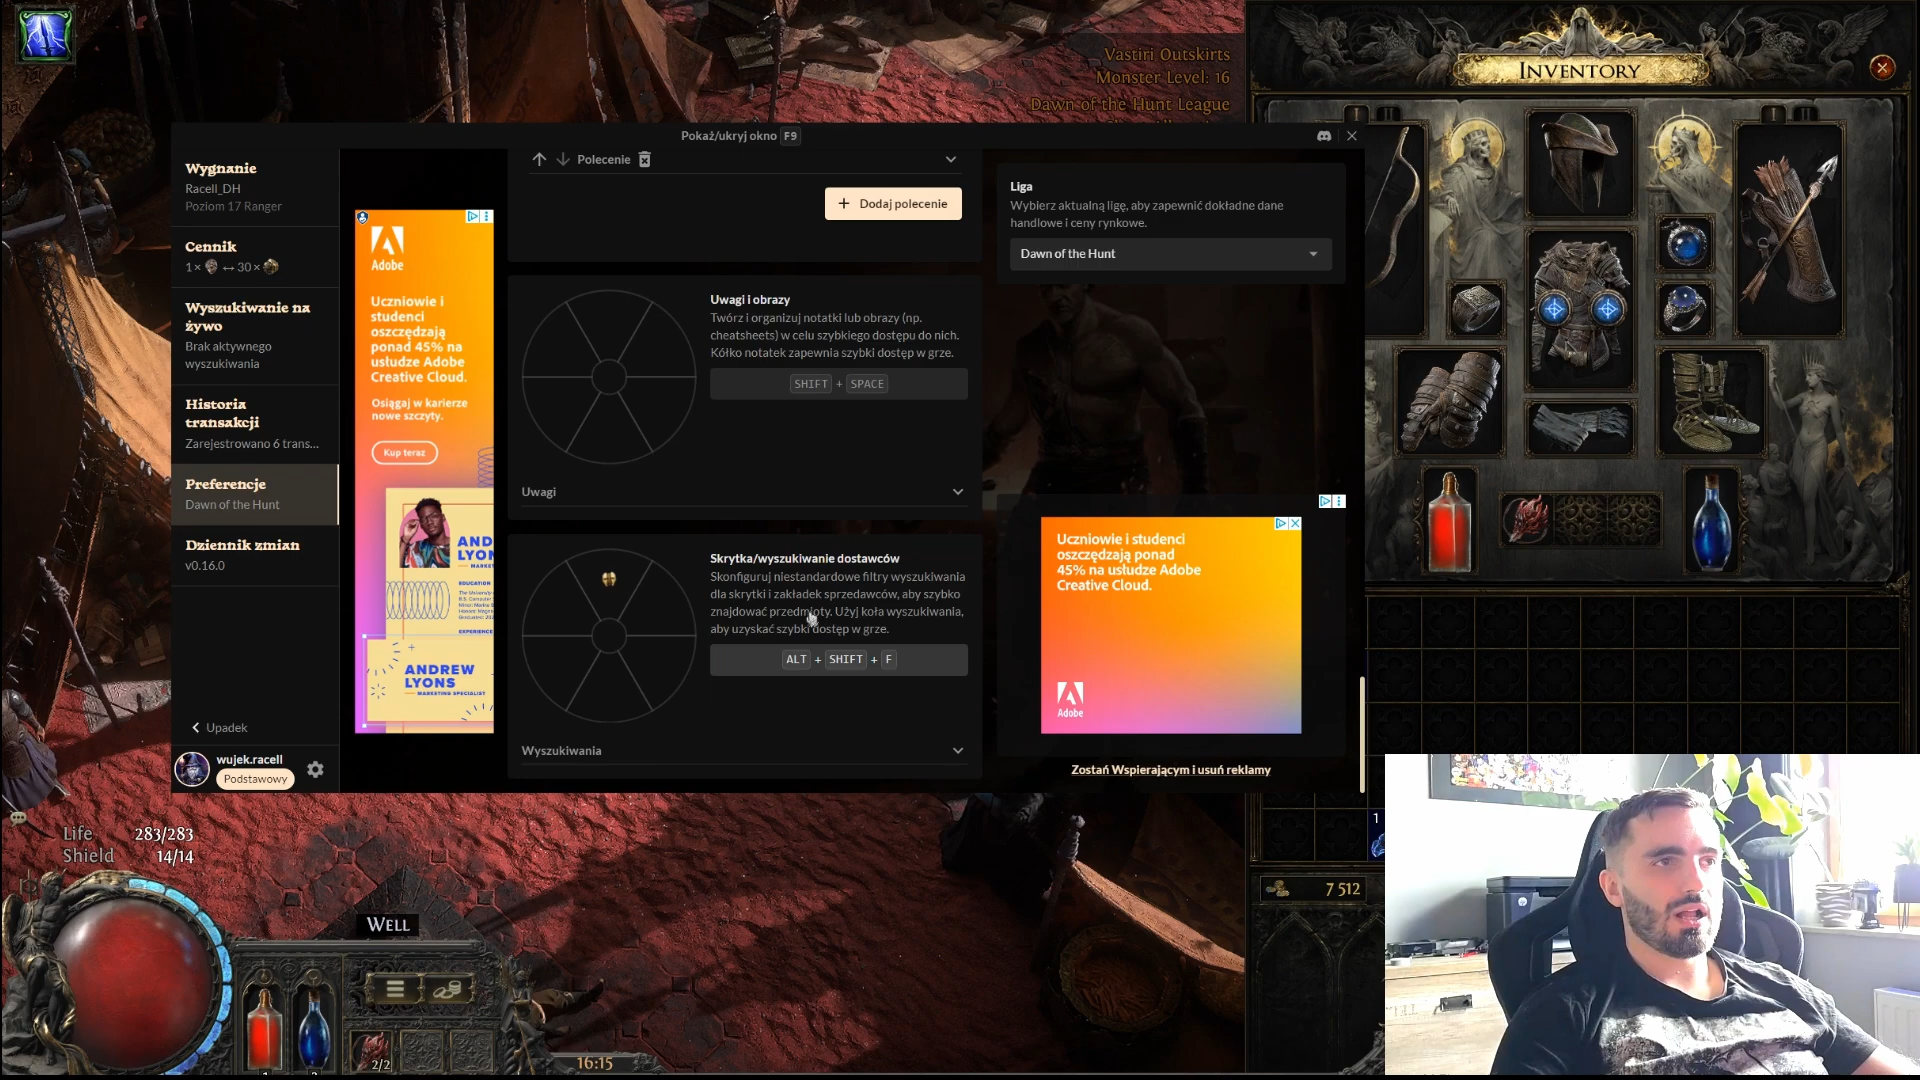 Vastiri Outskirts
Monster Level: 16
Dawn of the Hunt League
INVENTORY
Pokaż/ukryj okno F9
Wygnanie
Racell_DH
Poziom 17 Ranger
Cennik
1× ↔ 30×
Wyszukiwanie na
żywo
Brak aktywnego
wyszukiwania
Historia
transakcji
Zarejestrowano 6 trans...
Preferencje
Dawn of the Hunt
Dziennik zmian
v0.16.0
Upadek
wujek.racell
Podstawowy
Adobe
Uczniowie i
studenci
oszczędzają
ponad 45% na
usłudze Adobe
Creative Cloud.
Osiągaj w karierze
nowe szczyty.
Kup teraz
EDUCATION
EXPERIENCE
ANDREW
LYONS
MARKETING SPECIALIST
Polecenie
+ Dodaj polecenie
Uwagi i obrazy
Twórz i organizuj notatki lub obrazy (np.
cheatsheets) w celu szybkiego dostępu do nich.
Kółko notatek zapewnia szybki dostęp w grze.
SHIFT + SPACE
Uwagi
Skrytka/wyszukiwanie dostawców
Skonfiguruj niestandardowe filtry wyszukiwania
dla skrytki i zakładek sprzedawców, aby szybko
znajdować przedmioty. Użyj koła wyszukiwania,
aby uzyskać szybki dostęp w grze.
ALT + SHIFT + F
Wyszukiwania
Liga
Wybierz aktualną ligę, aby zapewnić dokładne dane
handlowe i ceny rynkowe.
Dawn of the Hunt
Uczniowie i studenci
oszczędzają ponad
45% na usłudze Adobe
Creative Cloud.
Adobe
Zostań Wspierającym i usuń reklamy
Life 283/283
Shield 14/14
WELL
2/2
16:15
1
7 512